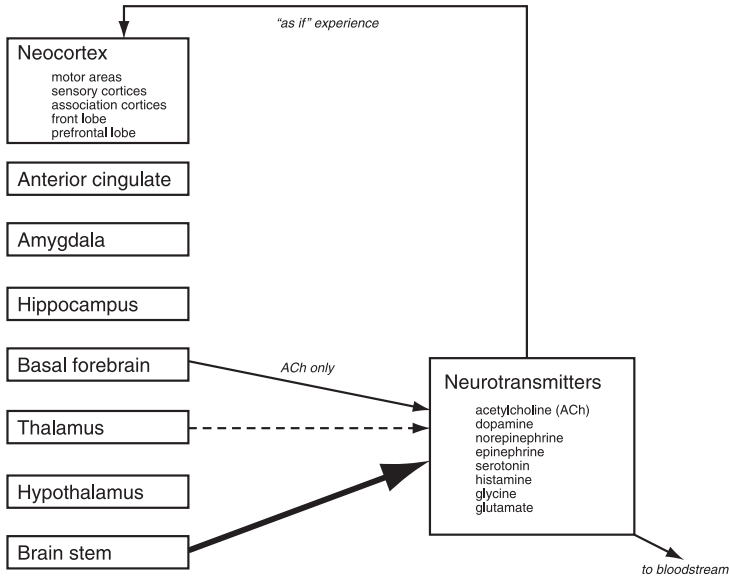 “as if” experience
Neocortex
motor areas
sensory cortices
association cortices
front lobe
prefrontal lobe
Anterior cingulate
Amygdala
Hippocampus
Basal forebrain
ACh only
Thalamus
Hypothalamus
Brain stem
Neurotransmitters
acetylcholine (ACh)
dopamine
norepinephrine
epinephrine
serotonin
histamine
glycine
glutamate
to bloodstream